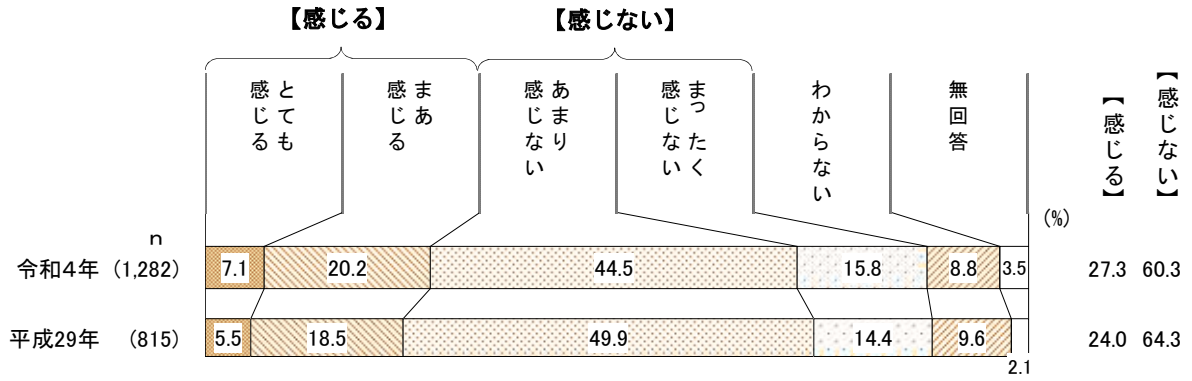 【感じる】
【感じない】
とても
感じる
まあ
感じる
あまり
感じない
まったく
感じない
わからない
無回答
【感じる】
【感じない】
(%)
n
令和4年 (1,282)
7.1
20.2
44.5
15.8
8.8
3.5
27.3
60.3
平成29年 (815)
5.5
18.5
49.9
14.4
9.6
2.1
24.0
64.3